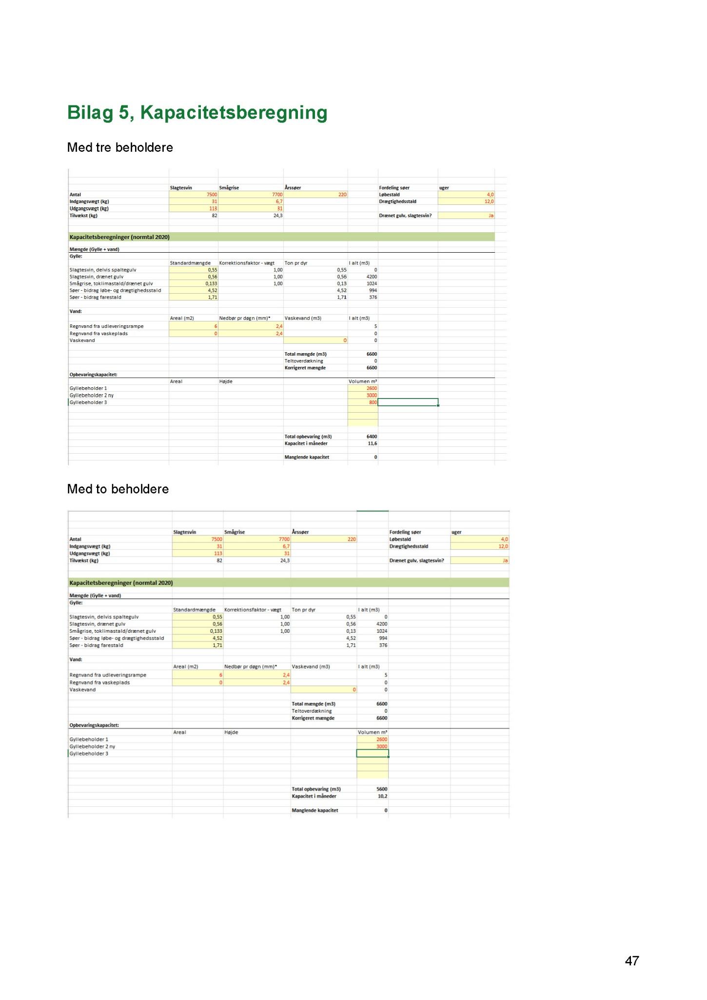 Bilag 5, Kapacitetsberegning
Med tre beholdere
Slagtesvin Smågrise Årssøer Fordeling søer uger
Antal 7500 7700 220 Løbestald 4,0
Indgangsvægt (kg) 31 6,7 Drægtighedsstald 12,0
Udgangsvægt (kg) 113 31
Tilvækst (kg) 82 24,3 Drænet gulv, slagtesvin? Ja
Kapacitetsberegninger (normtal 2020)
Mængde (Gylle + vand)
Gylle:
Standardmængde Korrektionsfaktor - vægt Ton pr dyr I alt (m3)
Slagtesvin, delvis spaltegulv 0,55 1,00 0,55 0
Slagtesvin, drænet gulv 0,56 1,00 0,56 4200
Smågrise, toklimastald/drænet gulv 0,133 1,00 0,13 1024
Søer - bidrag løbe- og drægtighedsstald 4,52 4,52 994
Søer - bidrag farestald 1,71 1,71 376
Vand:
Areal (m2) Nedbør pr døgn (mm)* Vaskevand (m3) I alt (m3)
Regnvand fra udleveringsrampe 6 2,4 5
Regnvand fra vaskeplads 0 2,4 0
Vaskevand 0 0
Total mængde (m3) 6600
Teltoverdækning 0
Korrigeret mængde 6600
Opbevaringskapacitet:
Areal Højde Volumen m³
Gyllebeholder 1 2600
Gyllebeholder 2 ny 3000
Gyllebeholder 3 800
Total opbevaring (m3) 6400
Kapacitet i måneder 11,6
Manglende kapacitet 0
Med to beholdere
Slagtesvin Smågrise Årssøer Fordeling søer uger
Antal 7500 7700 220 Løbestald 4,0
Indgangsvægt (kg) 31 6,7 Drægtighedsstald 12,0
Udgangsvægt (kg) 113 31
Tilvækst (kg) 82 24,3 Drænet gulv, slagtesvin? Ja
Kapacitetsberegninger (normtal 2020)
Mængde (Gylle + vand)
Gylle:
Standardmængde Korrektionsfaktor - vægt Ton pr dyr I alt (m3)
Slagtesvin, delvis spaltegulv 0,55 1,00 0,55 0
Slagtesvin, drænet gulv 0,56 1,00 0,56 4200
Smågrise, toklimastald/drænet gulv 0,133 1,00 0,13 1024
Søer - bidrag løbe- og drægtighedsstald 4,52 4,52 994
Søer - bidrag farestald 1,71 1,71 376
Vand:
Areal (m2) Nedbør pr døgn (mm)* Vaskevand (m3) I alt (m3)
Regnvand fra udleveringsrampe 6 2,4 5
Regnvand fra vaskeplads 0 2,4 0
Vaskevand 0 0
Total mængde (m3) 6600
Teltoverdækning 0
Korrigeret mængde 6600
Opbevaringskapacitet:
Areal Højde Volumen m³
Gyllebeholder 1 2600
Gyllebeholder 2 ny 3000
Gyllebeholder 3
Total opbevaring (m3) 5600
Kapacitet i måneder 10,2
Manglende kapacitet 0
47